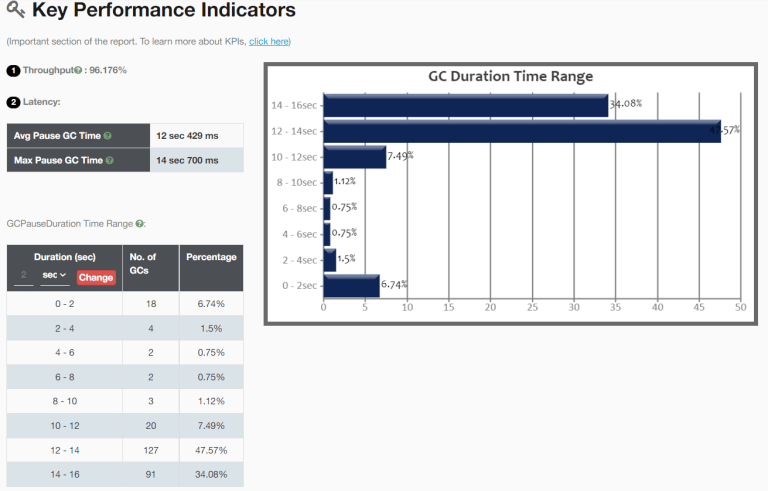 Key Performance Indicators
(Important section of the report. To learn more about KPIs, click here)
1 Throughput : 96.176%
2 Latency:
Avg Pause GC Time 12 sec 429 ms
Max Pause GC Time 14 sec 700 ms
GCPauseDuration Time Range :
Duration (sec) No. of GCs Percentage
2 sec Change
0 - 2 18 6.74%
2 - 4 4 1.5%
4 - 6 2 0.75%
6 - 8 2 0.75%
8 - 10 3 1.12%
10 - 12 20 7.49%
12 - 14 127 47.57%
14 - 16 91 34.08%
GC Duration Time Range
14 - 16sec 34.08%
12 - 14sec 47.57%
10 - 12sec 7.49%
8 - 10sec 1.12%
6 - 8sec 0.75%
4 - 6sec 0.75%
2 - 4sec 1.5%
0 - 2sec 6.74%
0 5 10 15 20 25 30 35 40 45 50